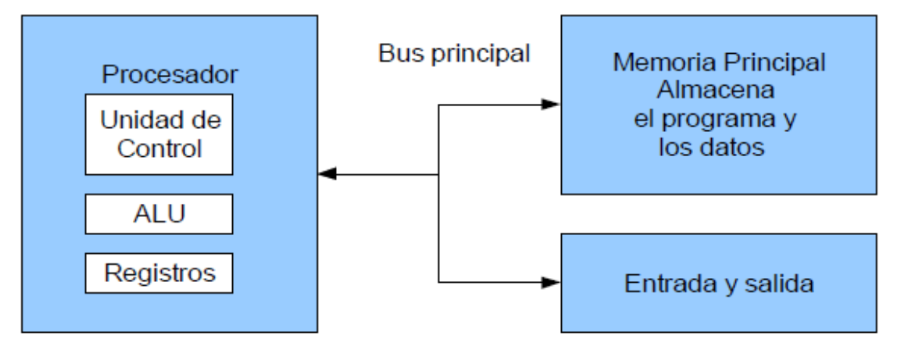 Procesador
Unidad de
Control
ALU
Registros
Bus principal
Memoria Principal
Almacena
el programa y
los datos
Entrada y salida